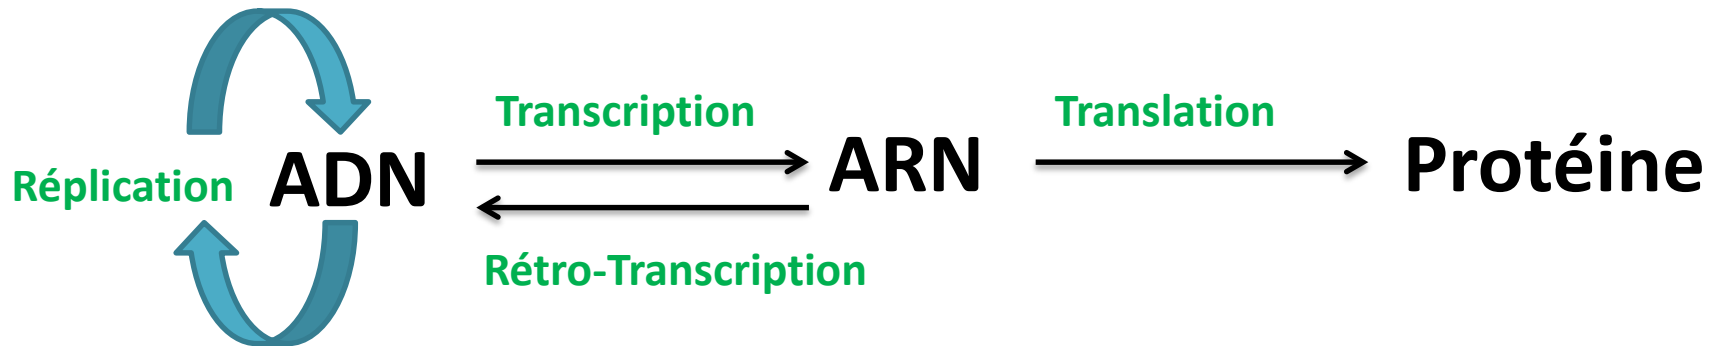 Transcription
Translation
Réplication
ADN
ARN
Protéine
Rétro-Transcription